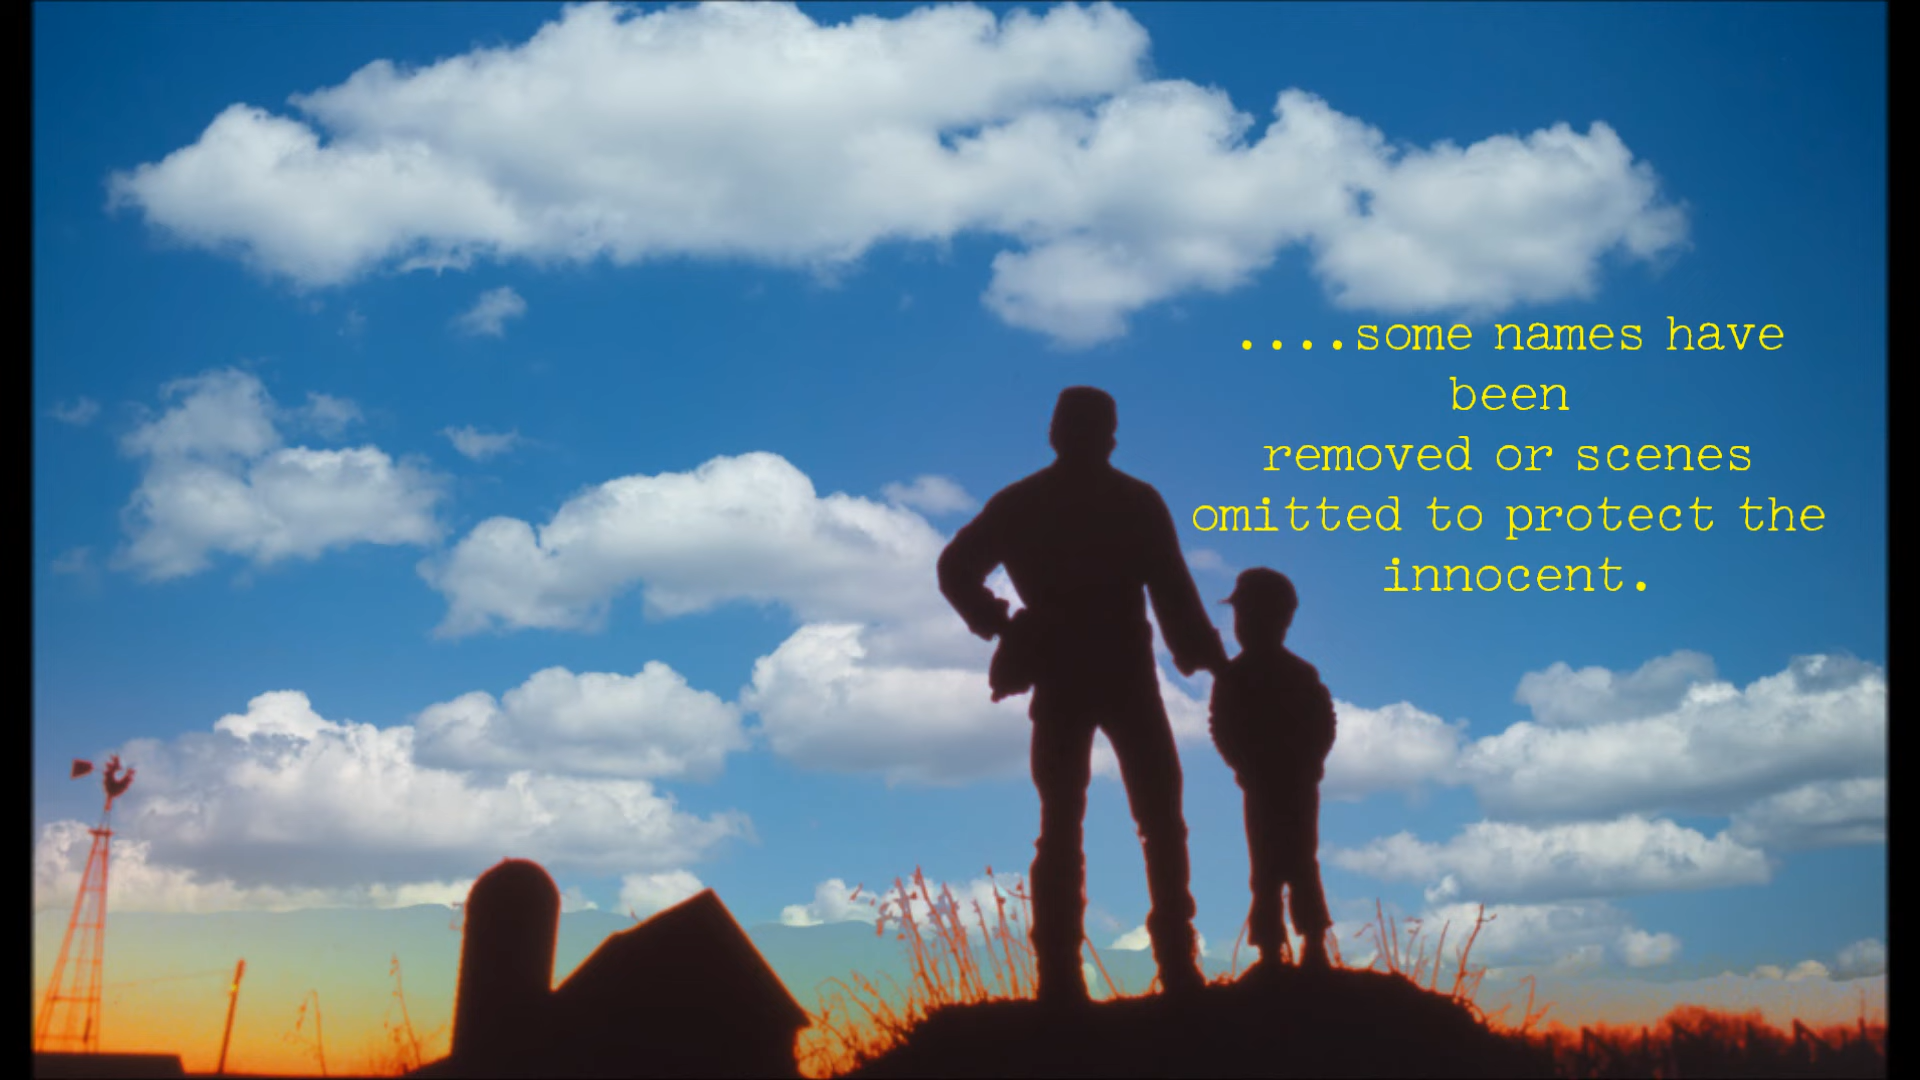 ....some names have
been
removed or scenes
omitted to protect the
innocent.